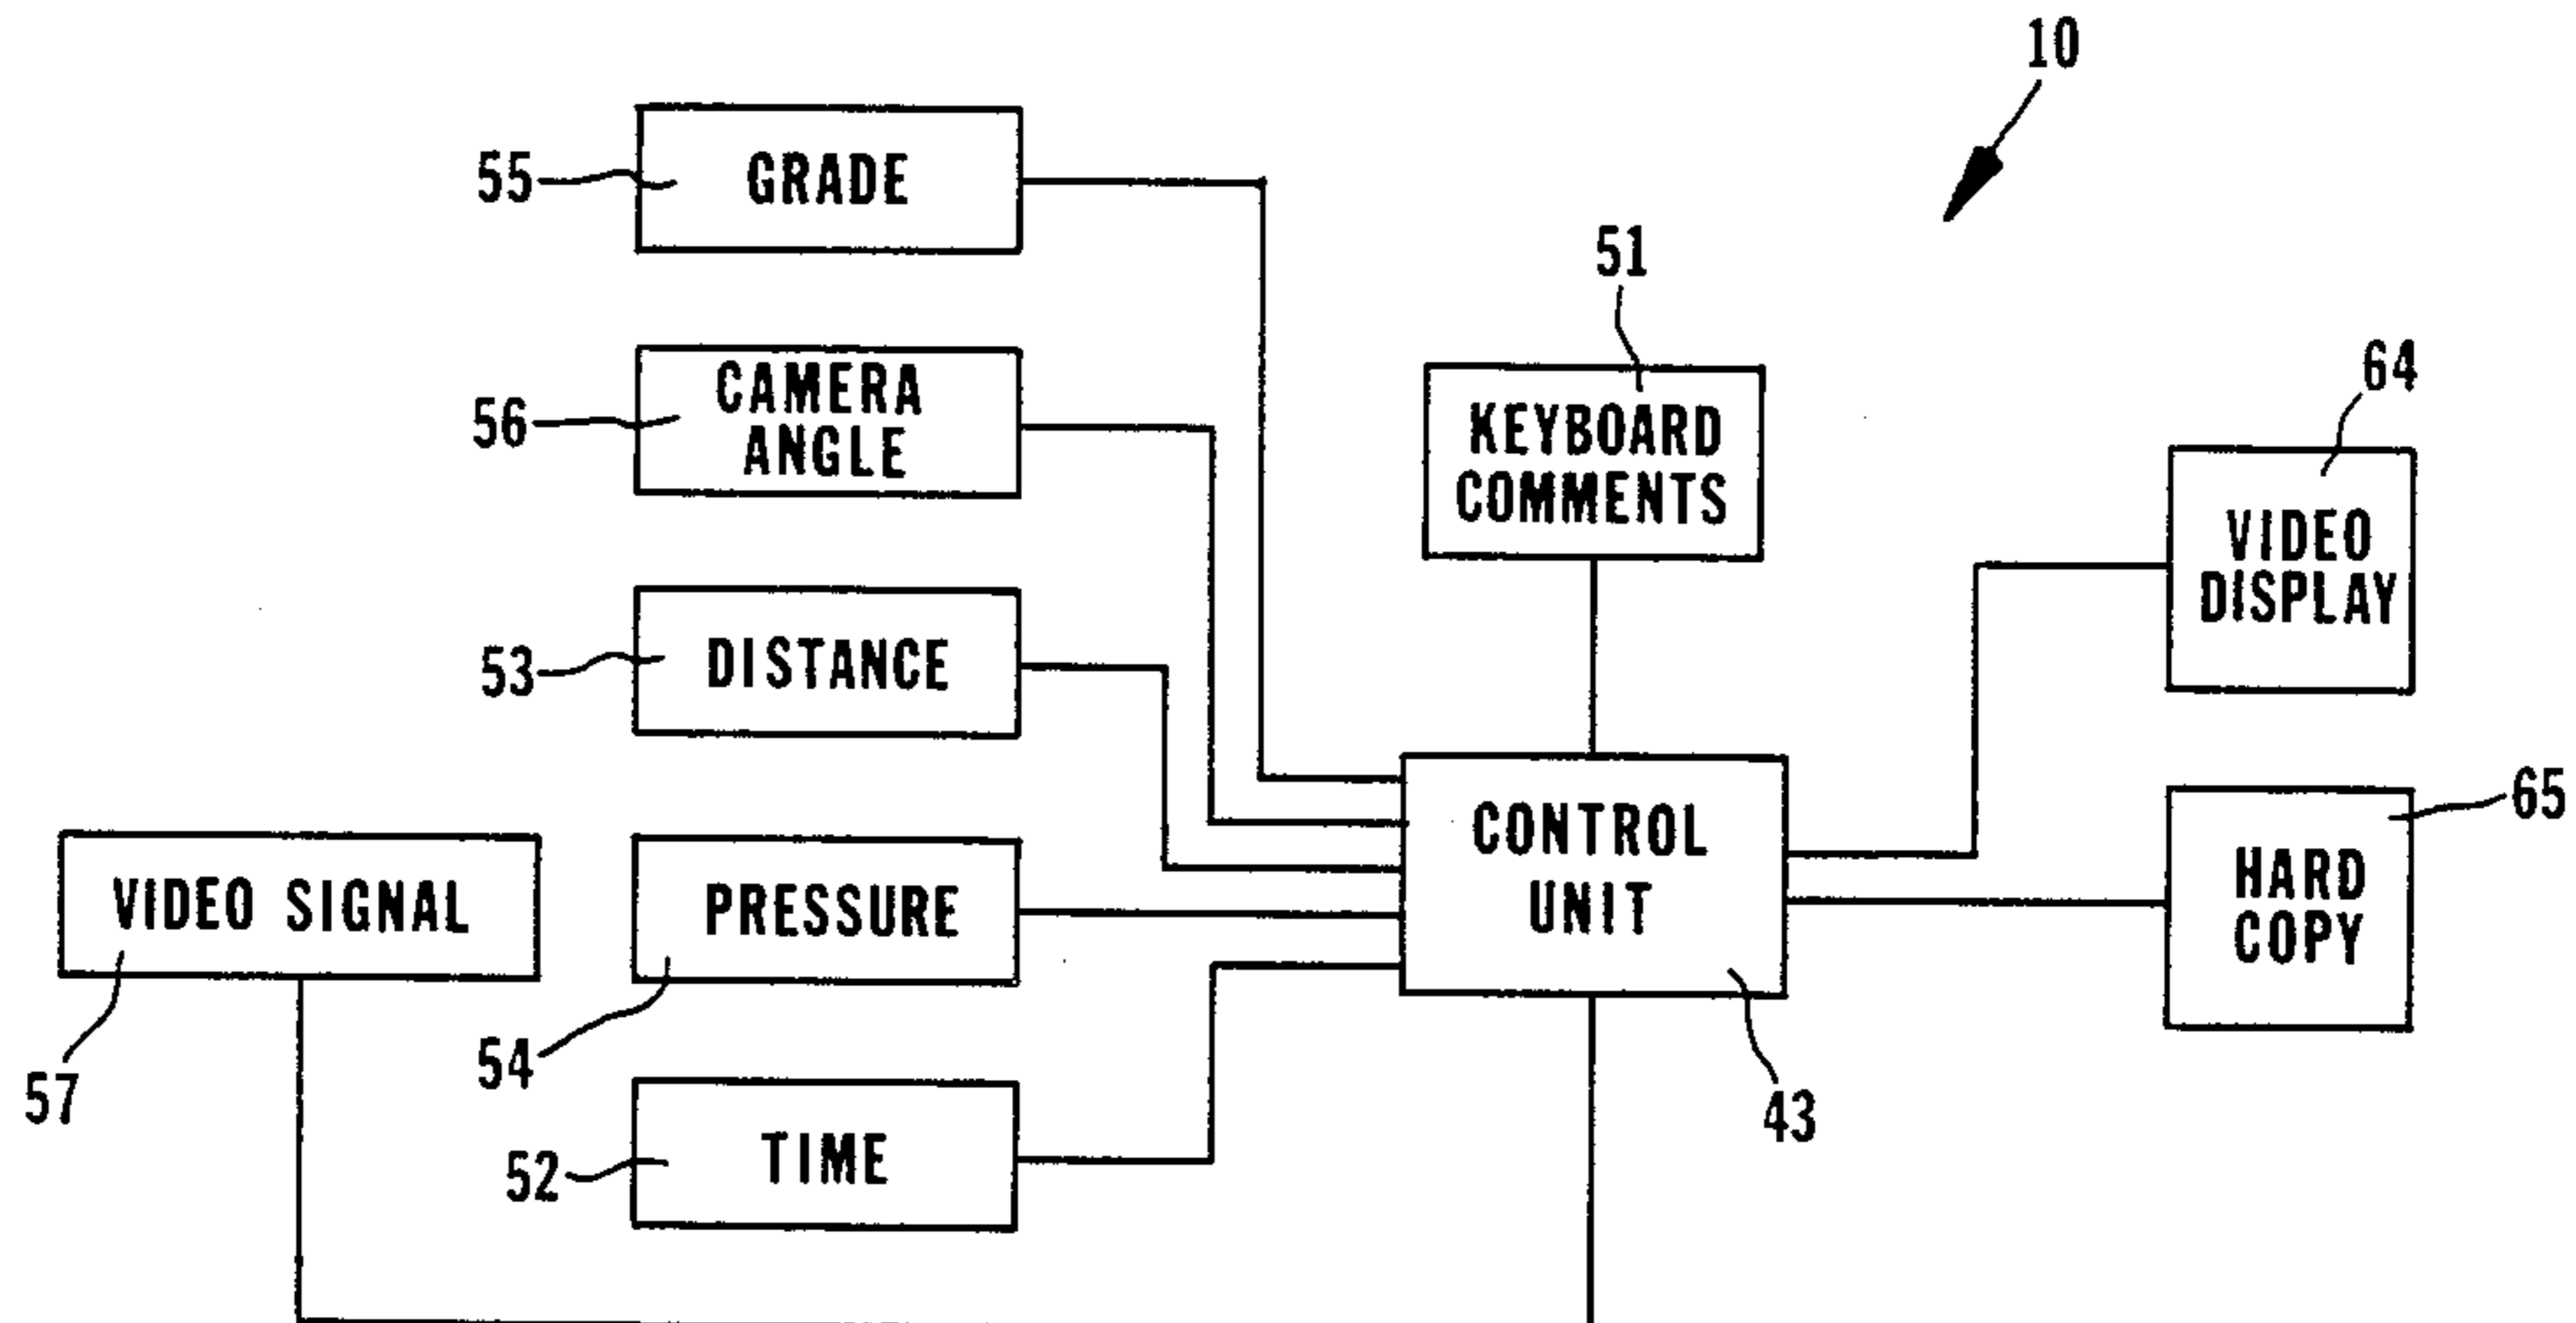 10
55
GRADE
51
56
CAMERA
ANGLE
KEYBOARD
COMMENTS
64
VIDEO
DISPLAY
53
DISTANCE
65
CONTROL
UNIT
HARD
COPY
VIDEO SIGNAL
PRESSURE
57
54
43
52
TIME